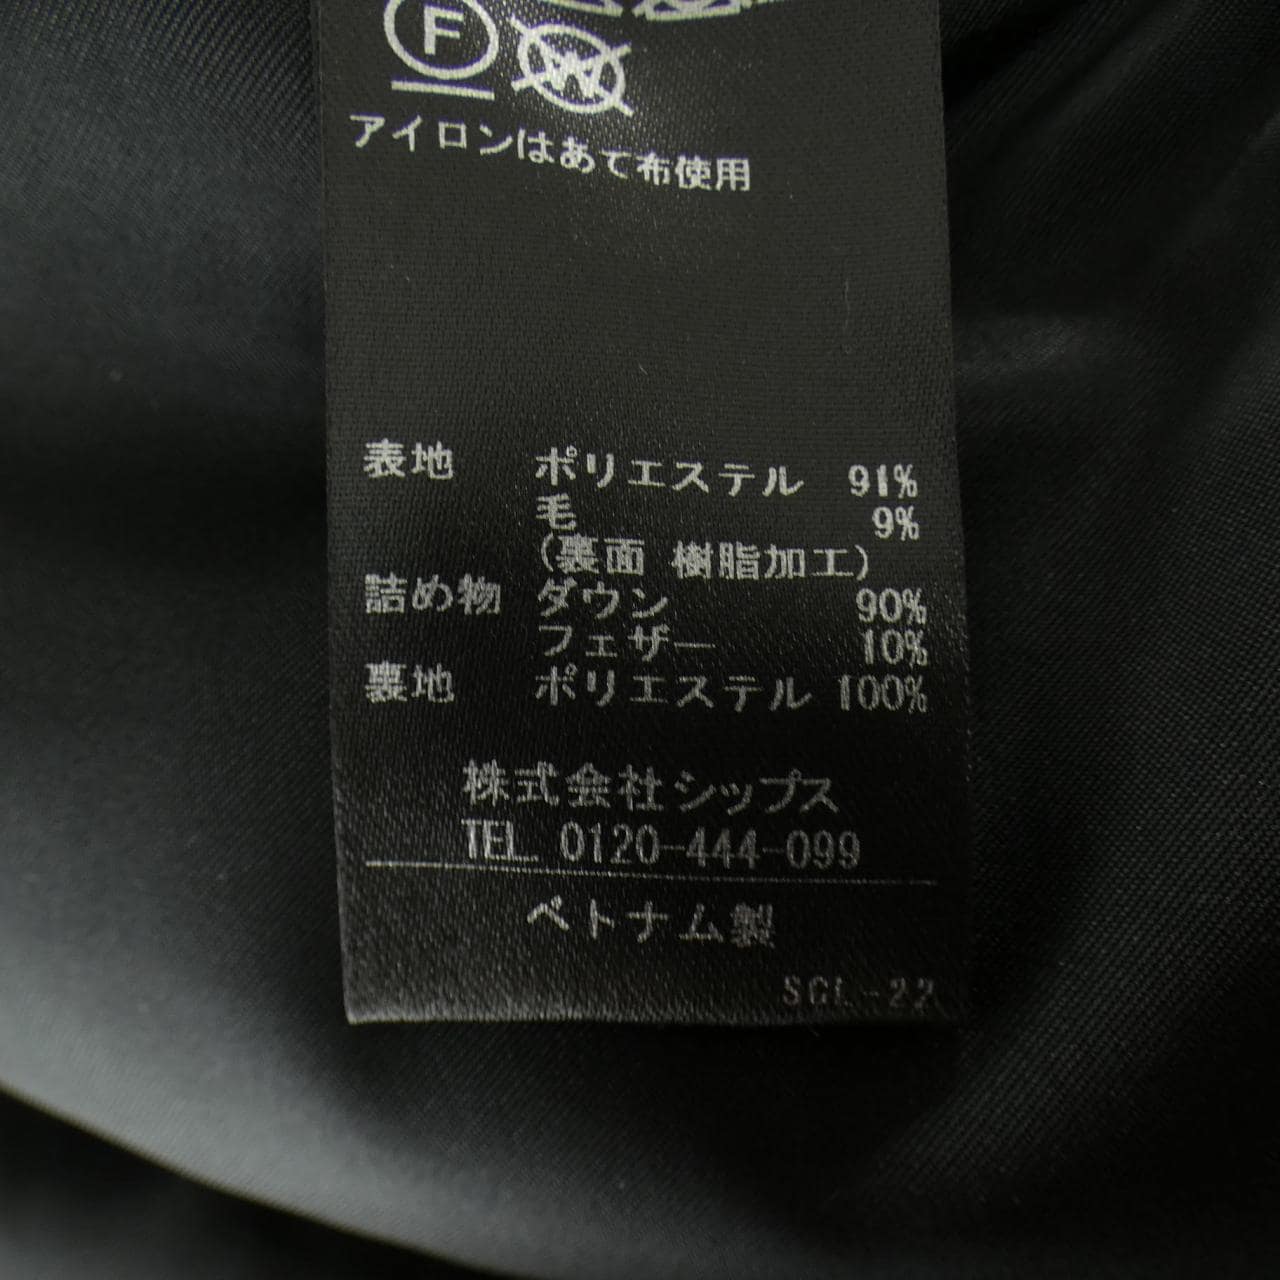 F W
アイロンはあて布使用
表地 ポリエステル 91%
毛 9%
(裏面 樹脂加工)
詰め物 ダウン 90%
フェザー 10%
裏地 ポリエステル 100%
株式会社シップス
TEL 0120-444-099
ベトナム製
SCL-22